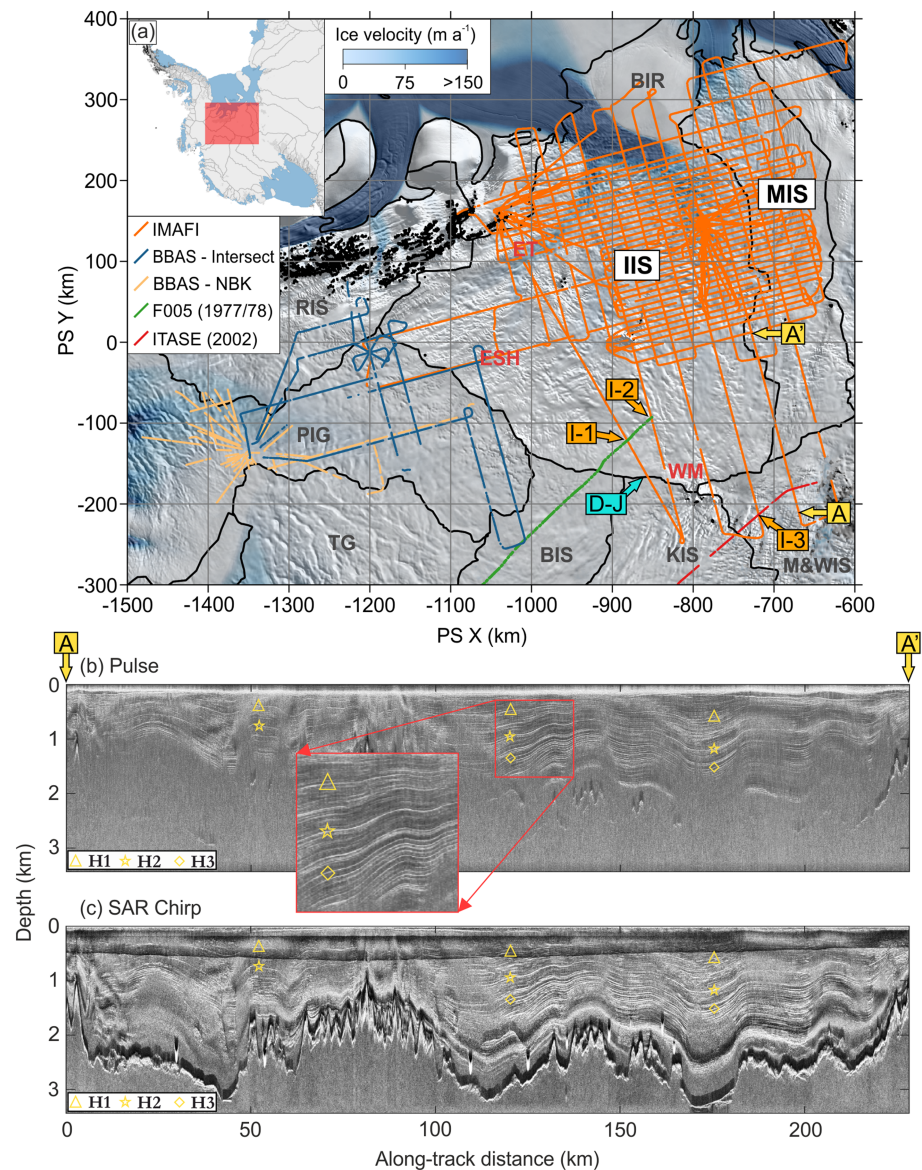 (a)
Ice velocity (m a⁻¹)
0 75 >150
IMAFI
BBAS - Intersect
BBAS - NBK
F005 (1977/78)
ITASE (2002)
BIR
MIS
IIS
ET
RIS
ESH
A'
PIG
I-2
I-1
WM
D-J
A
I-3
TG
BIS
KIS
M&WIS
400
300
200
100
0
-100
-200
-300
PS Y (km)
-1500 -1400 -1300 -1200 -1100 -1000 -900 -800 -700 -600
PS X (km)
A A'
(b) Pulse
0
1
2
3
H1 H2 H3
Depth (km)
(c) SAR Chirp
0
1
2
3
H1 H2 H3
0 50 100 150 200
Along-track distance (km)